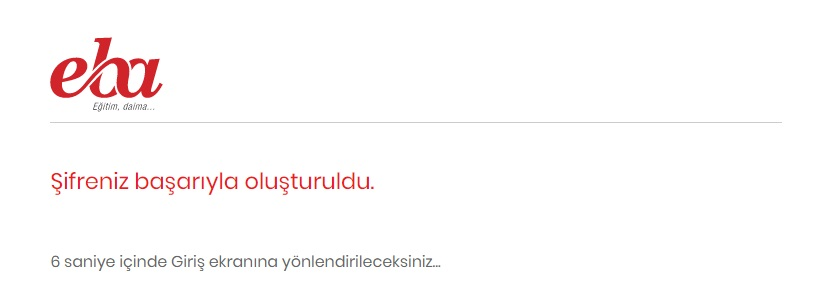 eba
Eğitim, daima...
Şifreniz başarıyla oluşturuldu.
6 saniye içinde Giriş ekranına yönlendirileceksiniz...